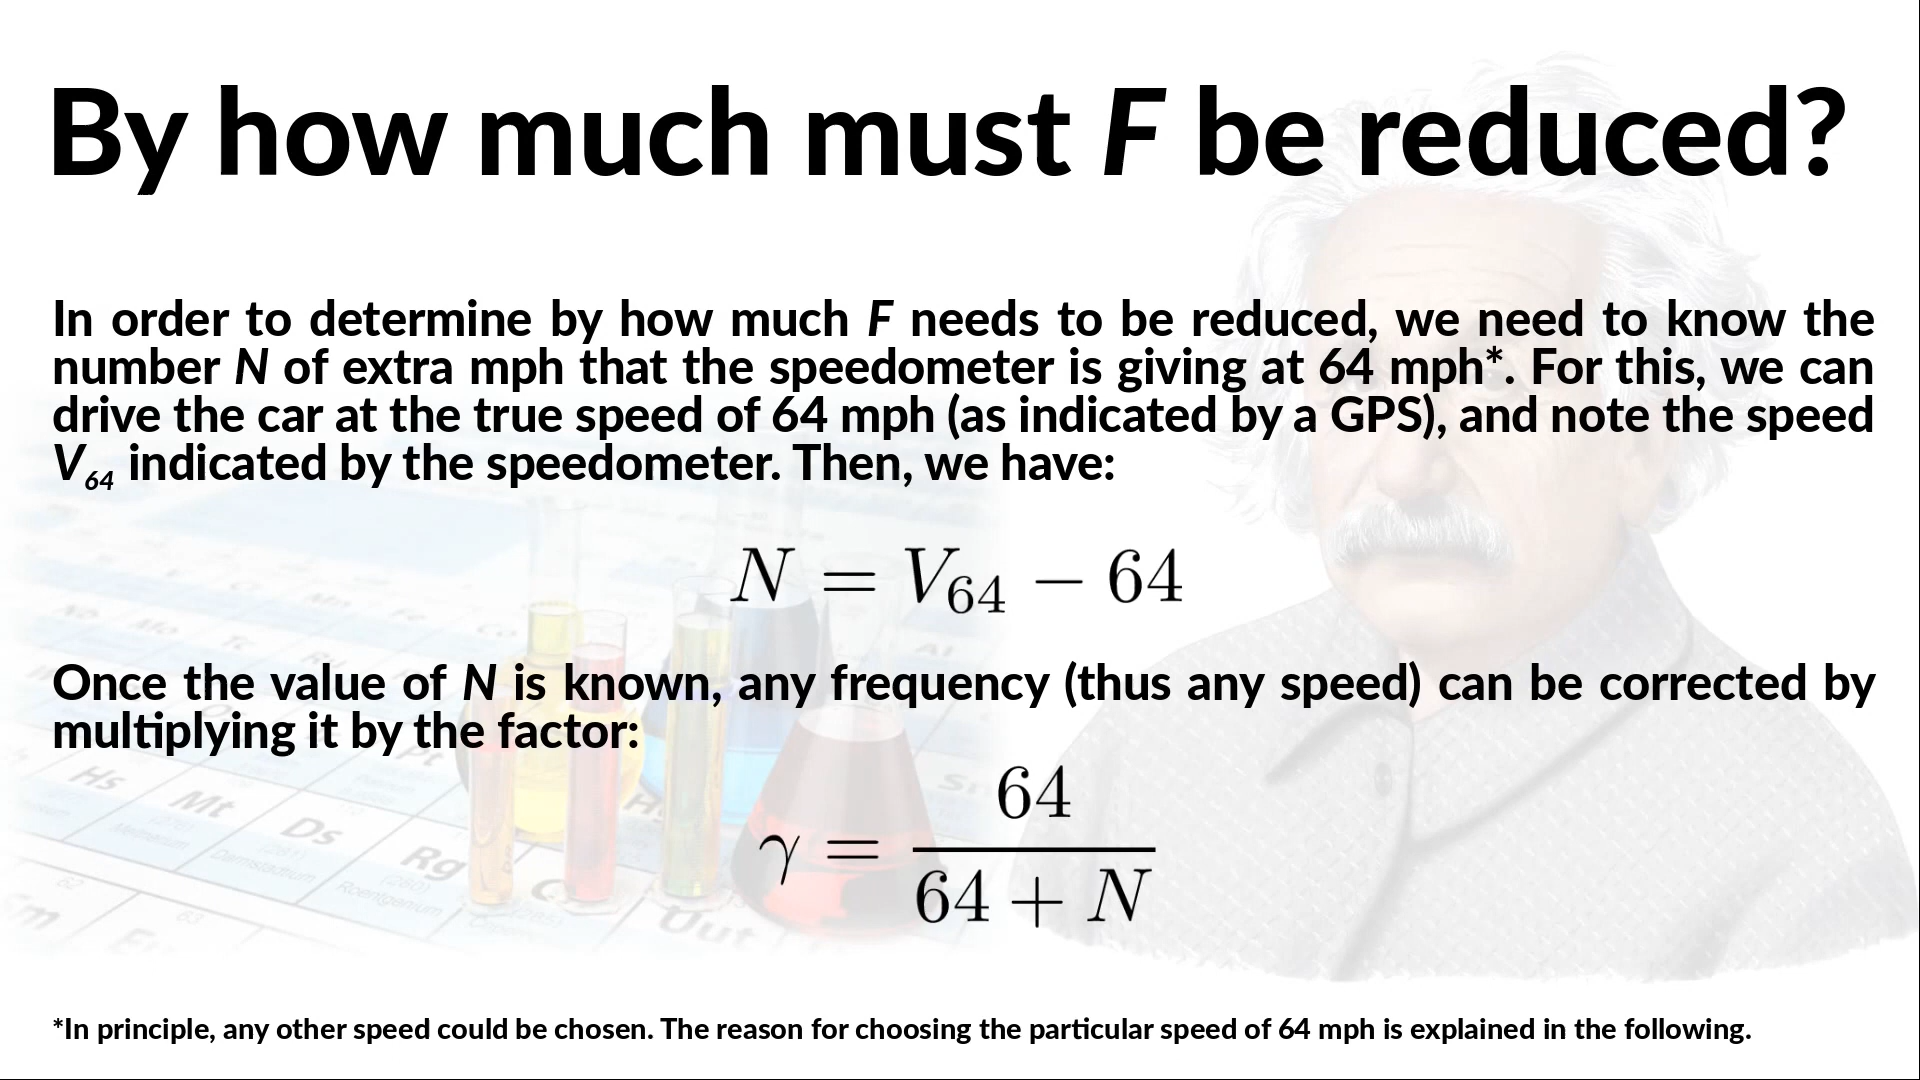 By how much must F be reduced?
In order to determine by how much F needs to be reduced, we need to know the
number N of extra mph that the speedometer is giving at 64 mph*. For this, we can
drive the car at the true speed of 64 mph (as indicated by a GPS), and note the speed
V64 indicated by the speedometer. Then, we have:
N = V64 − 64
Once the value of N is known, any frequency (thus any speed) can be corrected by
multiplying it by the factor:
γ = 64 / (64 + N)
Hs
Mt
Ds
Rg
Uut
*In principle, any other speed could be chosen. The reason for choosing the particular speed of 64 mph is explained in the following.